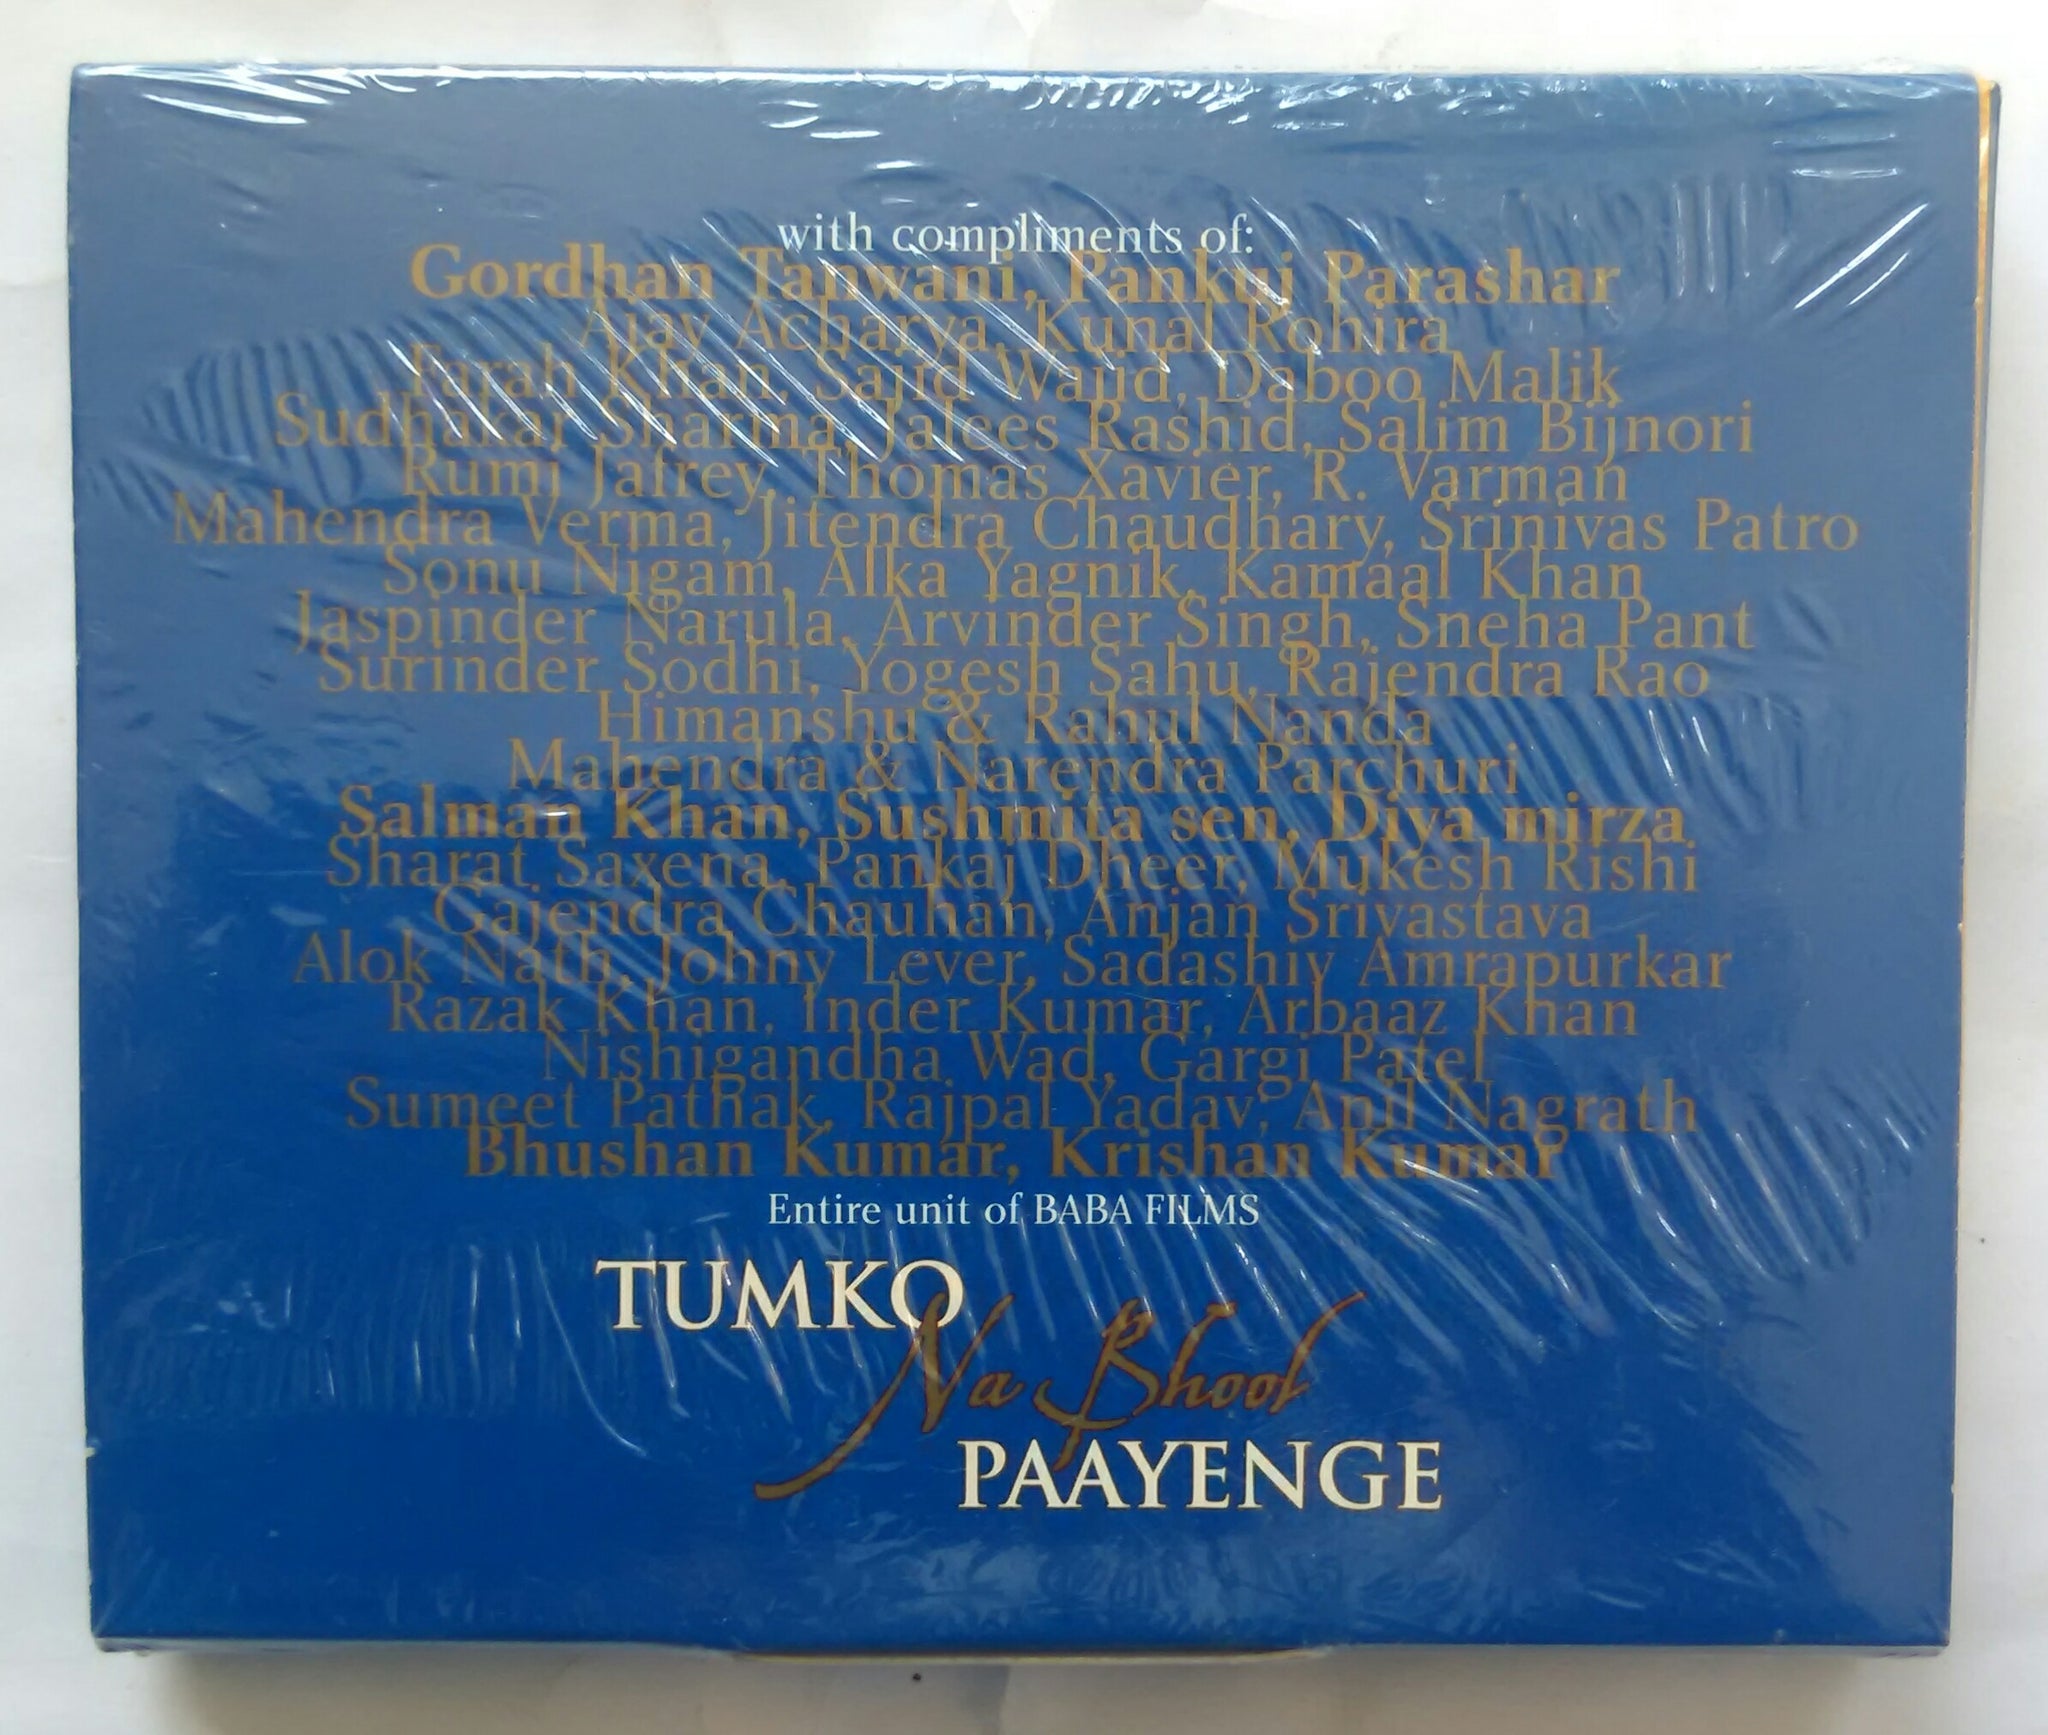 with compliments of:
Gordhan Tanwani, Pankuj Parashar
Ajay Acharya, Kunal Rohira
Farah Khan, Sajid Wajid, Daboo Malik
Sudhakar Sharma, Jalees Rashid, Salim Bijnori
Rumi Jafrey, Thomas Xavier, R. Varman
Mahendra Verma, Jitendra Chaudhary, Srinivas Patro
Sonu Nigam, Alka Yagnik, Kamaal Khan
Jaspinder Narula, Arvinder Singh, Sneha Pant
Surinder Sodhi, Yogesh Sahu, Rajendra Rao
Himanshu & Rahul Nanda
Mahendra & Narendra Parchuri
Salman Khan, Sushmita sen, Diya mirza
Sharat Saxena, Pankaj Dheer, Mukesh Rishi
Gajendra Chauhan, Anjan Srivastava
Alok Nath, Johny Lever, Sadashiv Amrapurkar
Razak Khan, Inder Kumar, Arbaaz Khan
Nishigandha Wad, Gargi Patel
Sumeet Pathak, Rajpal Yadav, Anil Nagrath
Bhushan Kumar, Krishan Kumar
Entire unit of BABA FILMS
TUMKO
Na Bhool
PAAYENGE